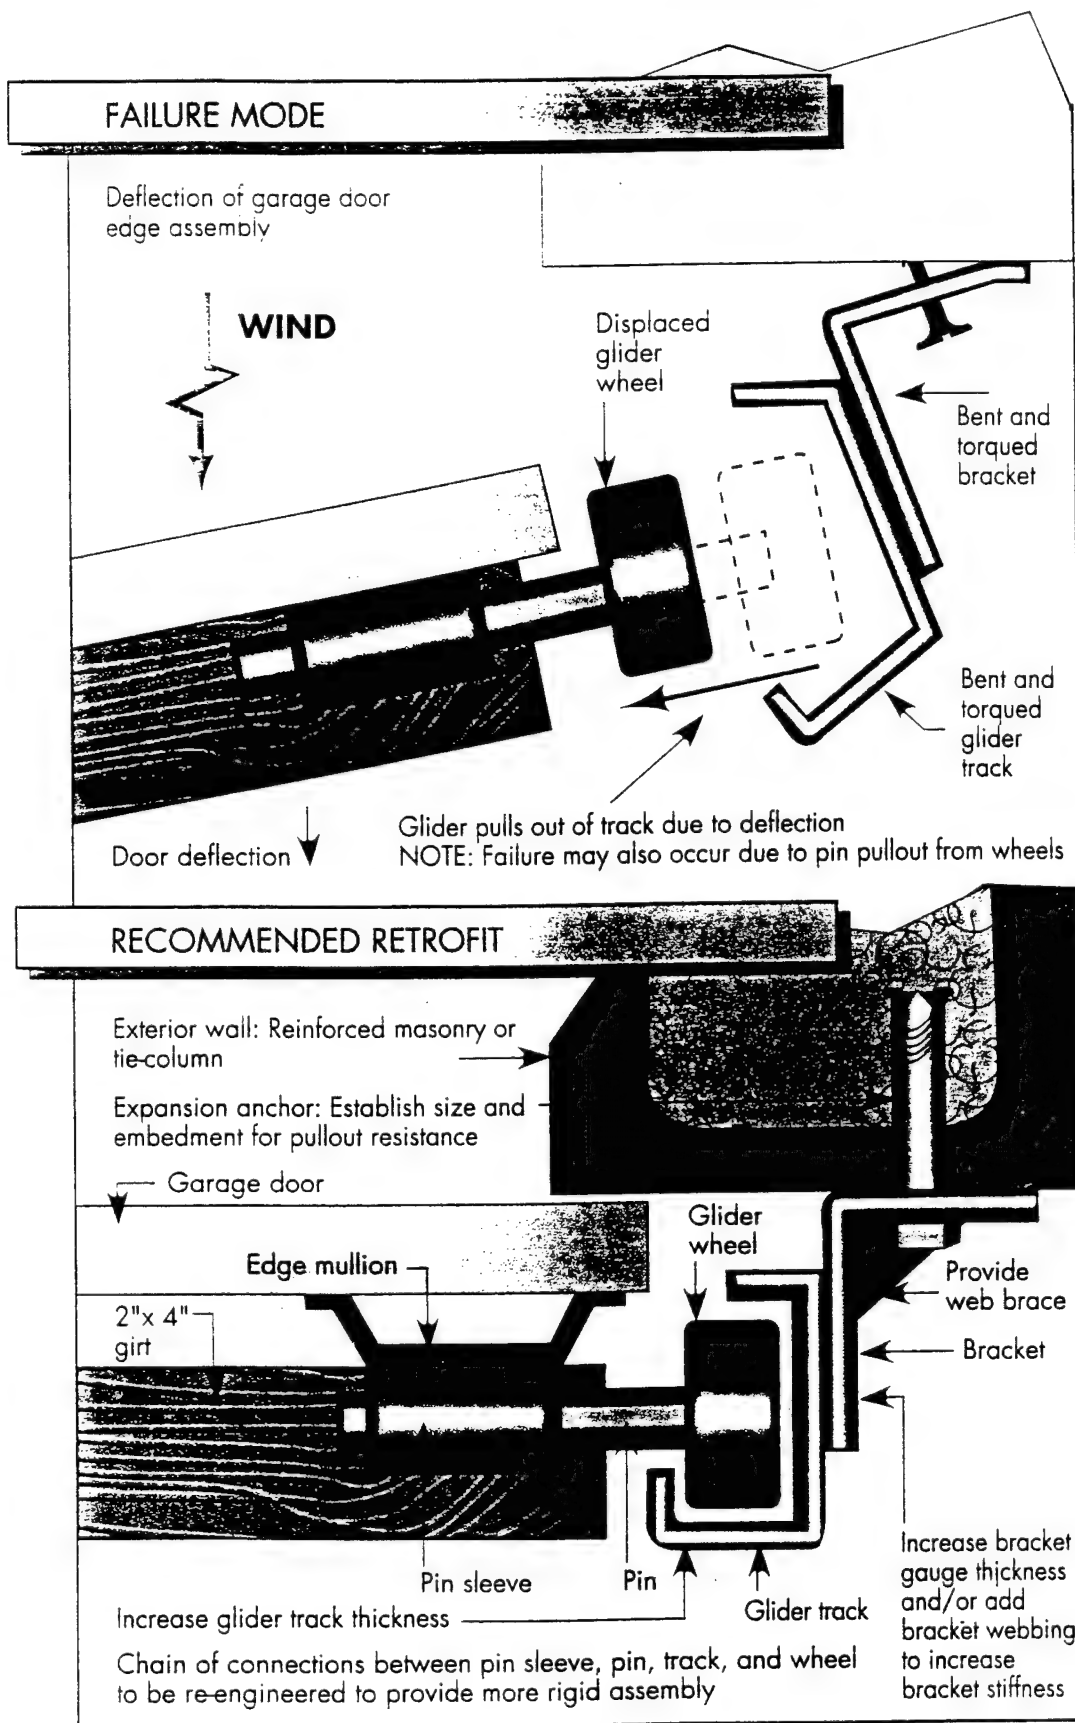 FAILURE MODE
Deflection of garage door
edge assembly
WIND
Displaced
glider
wheel
Bent and
torqued
bracket
Bent and
torqued
glider
track
Glider pulls out of track due to deflection
NOTE: Failure may also occur due to pin pullout from wheels
Door deflection
RECOMMENDED RETROFIT
Exterior wall: Reinforced masonry or
tie-column
Expansion anchor: Establish size and
embedment for pullout resistance
Garage door
Glider
wheel
Edge mullion
Provide
web brace
2"x 4"
girt
Bracket
Increase bracket
gauge thickness
and/or add
bracket webbing
to increase
bracket stiffness
Pin sleeve
Pin
Glider track
Increase glider track thickness
Chain of connections between pin sleeve, pin, track, and wheel
to be re-engineered to provide more rigid assembly